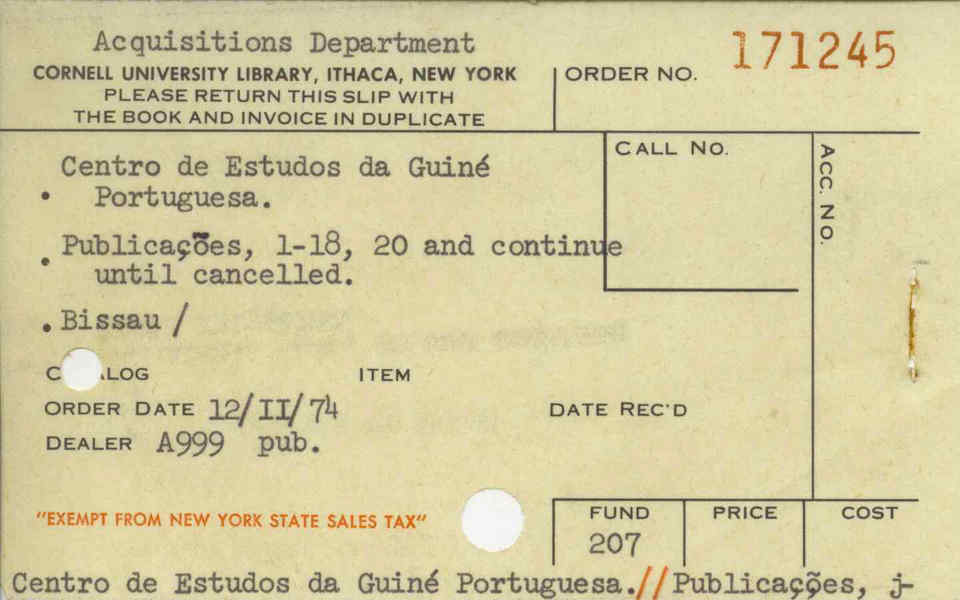 Acquisitions Department
CORNELL UNIVERSITY LIBRARY, ITHACA, NEW YORK
PLEASE RETURN THIS SLIP WITH
THE BOOK AND INVOICE IN DUPLICATE
ORDER NO. 171245
CALL NO.
ACC. NO.
Centro de Estudos da Guiné
Portuguesa.
Publicações, 1-18, 20 and continue
until cancelled.
Bissau /
ITEM
ORDER DATE 12/II/74
DATE REC'D
DEALER A999 pub.
"EXEMPT FROM NEW YORK STATE SALES TAX"
FUND PRICE COST
207
Centro de Estudos da Guiné Portuguesa.//Publicações, j-